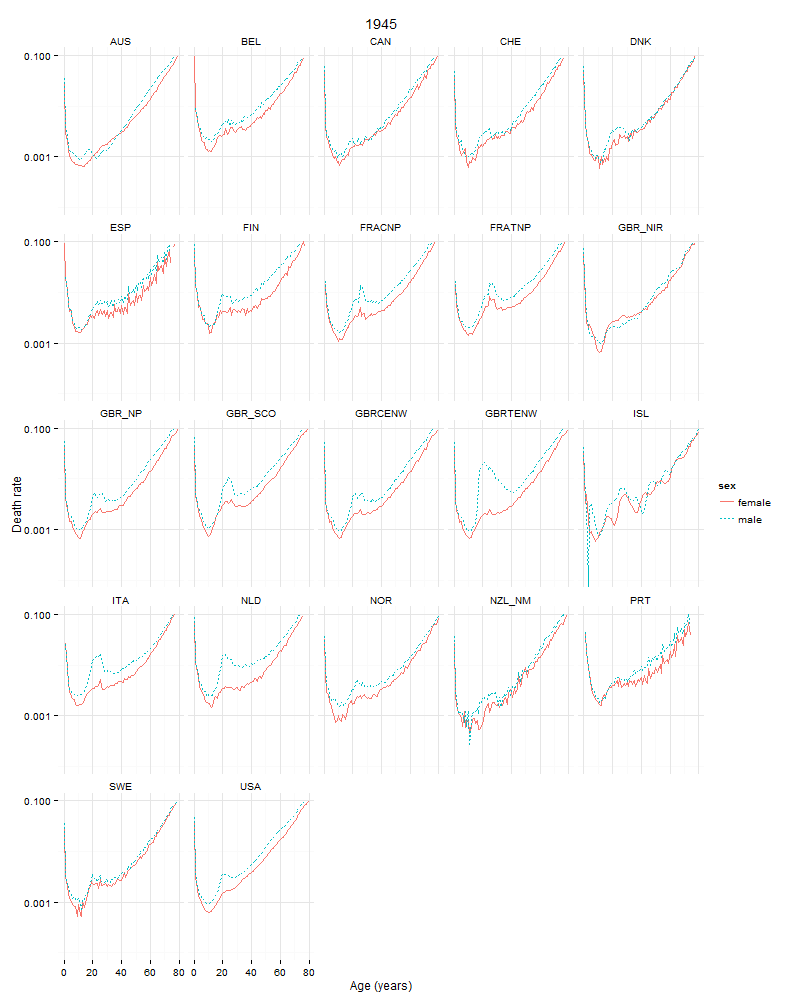 1945
AUS BEL CAN CHE DNK
0.100
0.001
ESP FIN FRACNP FRATNP GBR_NIR
0.100
0.001
GBR_NP GBR_SCO GBRCENW GBRTENW ISL
0.100
0.001
Death rate
sex
female
male
ITA NLD NOR NZL_NM PRT
0.100
0.001
SWE USA
0.100
0.001
0 20 40 60 80 0 20 40 60 80
Age (years)